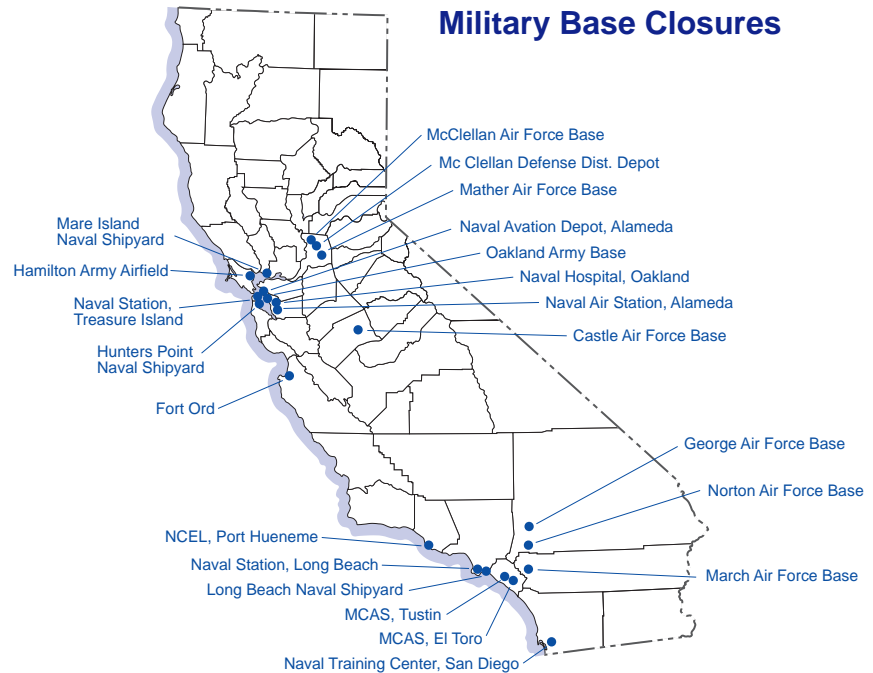 Military Base Closures
McClellan Air Force Base
Mc Clellan Defense Dist. Depot
Mather Air Force Base
Mare Island
Naval Shipyard
Naval Avation Depot, Alameda
Oakland Army Base
Hamilton Army Airfield
Naval Hospital, Oakland
Naval Station,
Treasure Island
Naval Air Station, Alameda
Castle Air Force Base
Hunters Point
Naval Shipyard
Fort Ord
George Air Force Base
Norton Air Force Base
NCEL, Port Hueneme
Naval Station, Long Beach
March Air Force Base
Long Beach Naval Shipyard
MCAS, Tustin
MCAS, El Toro
Naval Training Center, San Diego